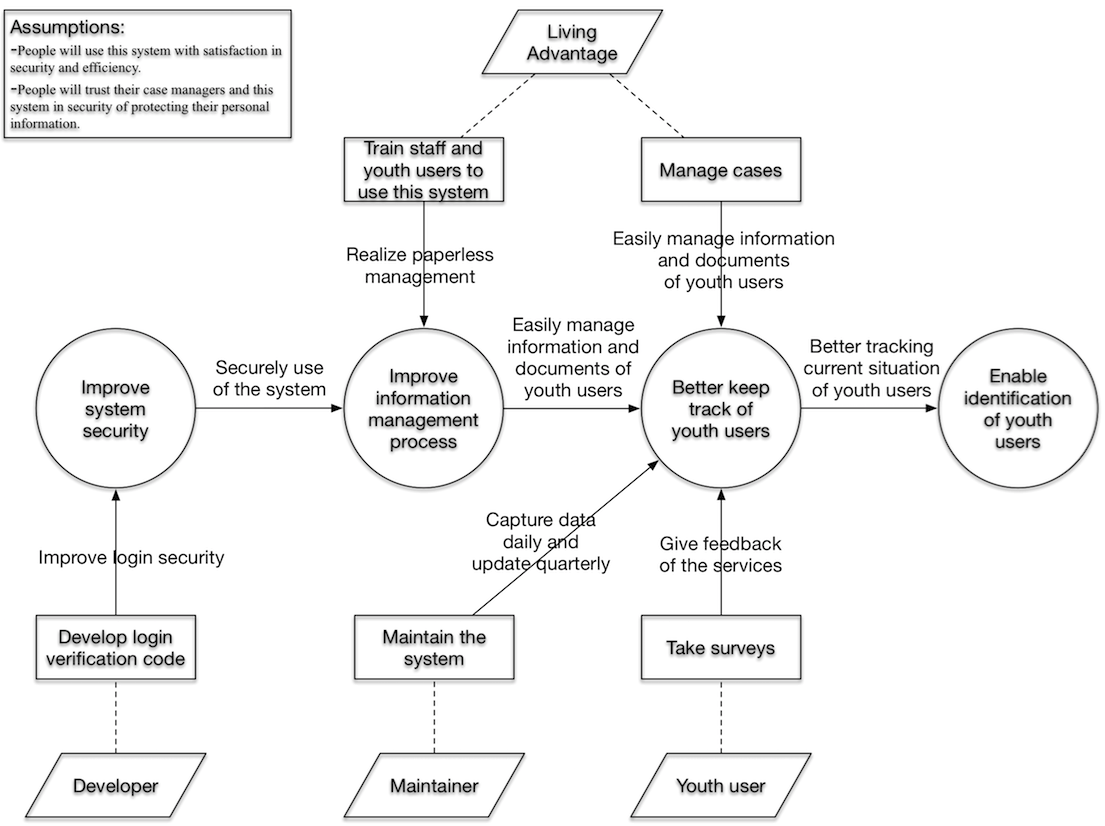 Assumptions:
-People will use this system with satisfaction in
security and efficiency.
-People will trust their case managers and this
system in security of protecting their personal
information.
Living
Advantage
Train staff and
youth users to
use this system
Manage cases
Realize paperless
management
Easily manage information
and documents
of youth users
Improve
system
security
Securely use
of the system
Improve
information
management
process
Easily manage
information and
documents of
youth users
Better keep
track of
youth users
Better tracking
current situation
of youth users
Enable
identification
of youth
users
Improve login security
Capture data
daily and
update quarterly
Give feedback
of the services
Develop login
verification code
Maintain the
system
Take surveys
Developer
Maintainer
Youth user